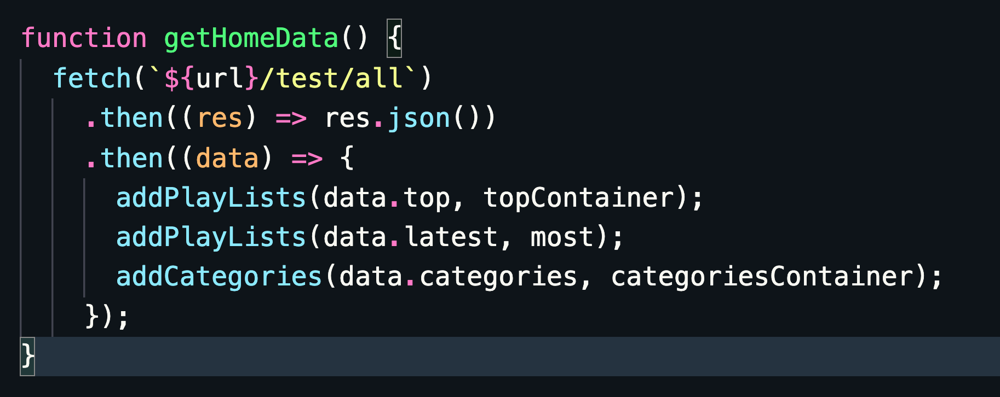 function getHomeData() {
  fetch(`${url}/test/all`)
    .then((res) => res.json())
    .then((data) => {
      addPlayLists(data.top, topContainer);
      addPlayLists(data.latest, most);
      addCategories(data.categories, categoriesContainer);
    });
}